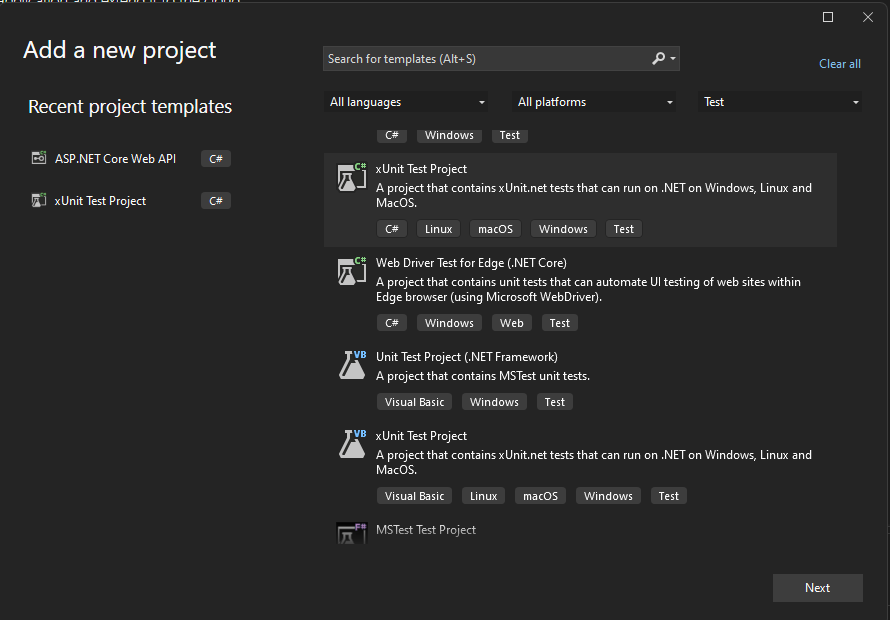 Add a new project
Search for templates (Alt+S)
Clear all
Recent project templates
All languages
All platforms
Test
ASP.NET Core Web API C#
xUnit Test Project C#
C# Windows Test
C#
xUnit Test Project
A project that contains xUnit.net tests that can run on .NET on Windows, Linux and
MacOS.
C# Linux macOS Windows Test
C#
Web Driver Test for Edge (.NET Core)
A project that contains unit tests that can automate UI testing of web sites within
Edge browser (using Microsoft WebDriver).
C# Windows Web Test
VB
Unit Test Project (.NET Framework)
A project that contains MSTest unit tests.
Visual Basic Windows Test
VB
xUnit Test Project
A project that contains xUnit.net tests that can run on .NET on Windows, Linux and
MacOS.
Visual Basic Linux macOS Windows Test
F#
MSTest Test Project
Next